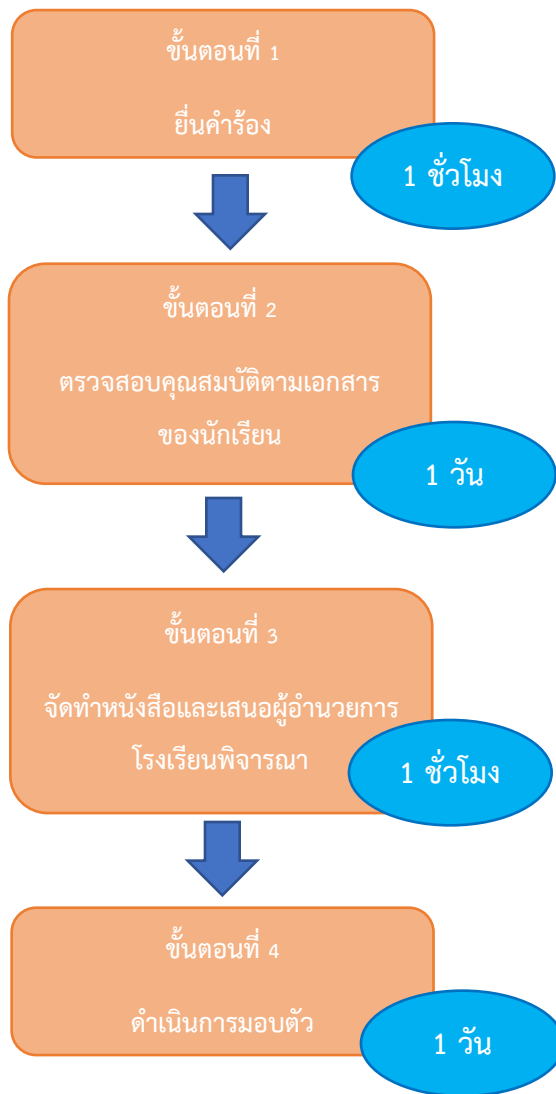 ขั้นตอนที่ 1
ยื่นคำร้อง
1 ชั่วโมง
ขั้นตอนที่ 2
ตรวจสอบคุณสมบัติตามเอกสาร
ของนักเรียน
1 วัน
ขั้นตอนที่ 3
จัดทำหนังสือและเสนอผู้อำนวยการ
โรงเรียนพิจารณา
1 ชั่วโมง
ขั้นตอนที่ 4
ดำเนินการมอบตัว
1 วัน